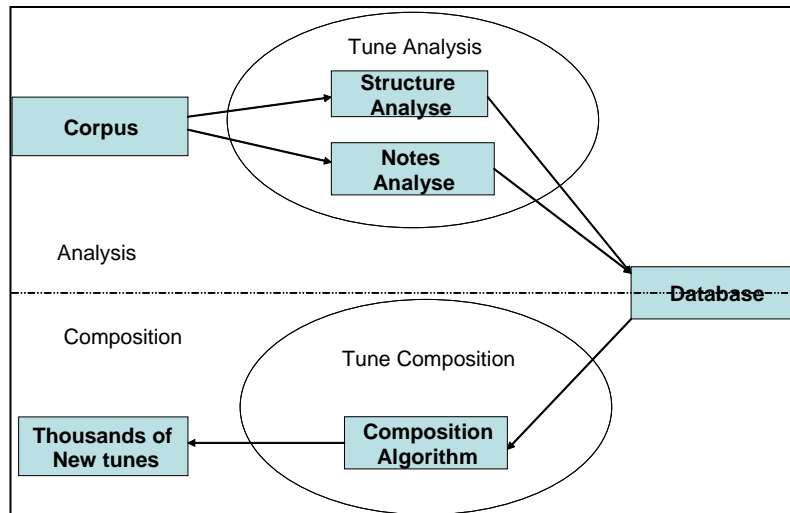 Tune Analysis
Structure
Analyse
Corpus
Notes
Analyse
Analysis
Database
Composition
Tune Composition
Thousands of
New tunes
Composition
Algorithm